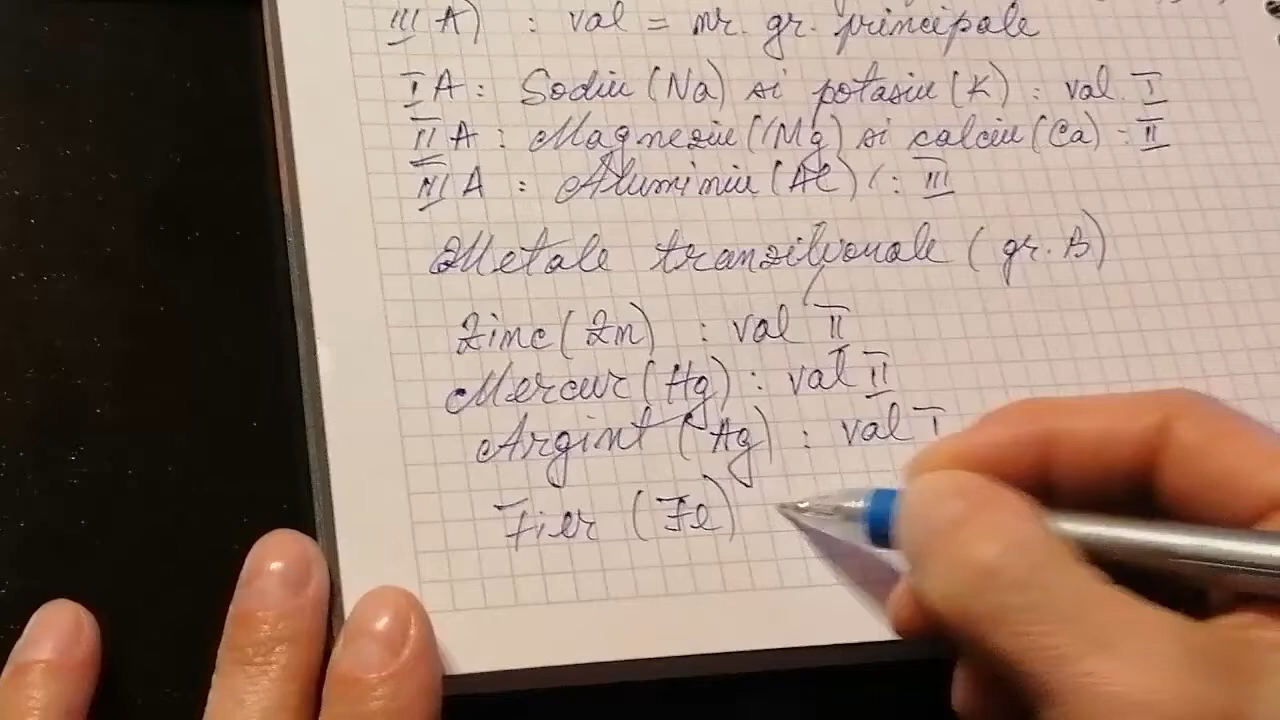 III A) : val = nr. gr. principale
I A : Sodiu (Na) si potasiu (K) : val I
II A : Magneziu (Mg) si calciu (Ca) : II
III A : Aluminiu (Al) : III
Metale tranzitionale (gr. B)
Zinc (Zn) : val II
Mercur (Hg) : val II
Argint (Ag) : val I
Fier (Fe)